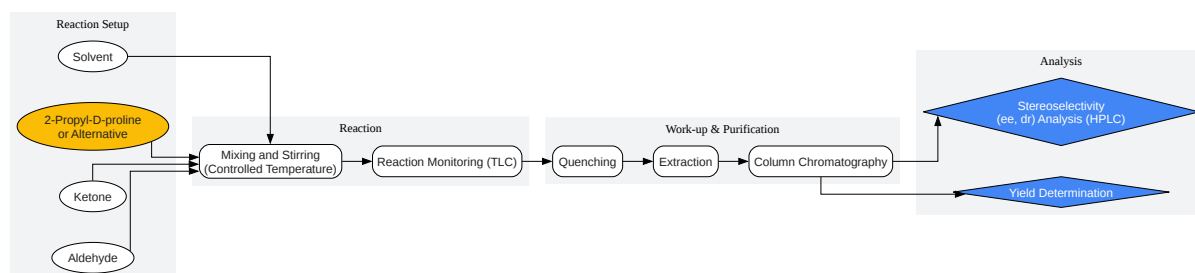 Reaction Setup
Solvent
2-Propyl-D-proline
or Alternative
Ketone
Aldehyde
Reaction
Mixing and Stirring
(Controlled Temperature)
Reaction Monitoring (TLC)
Work-up & Purification
Quenching
Extraction
Column Chromatography
Analysis
Stereoselectivity
(ee, dr) Analysis (HPLC)
Yield Determination